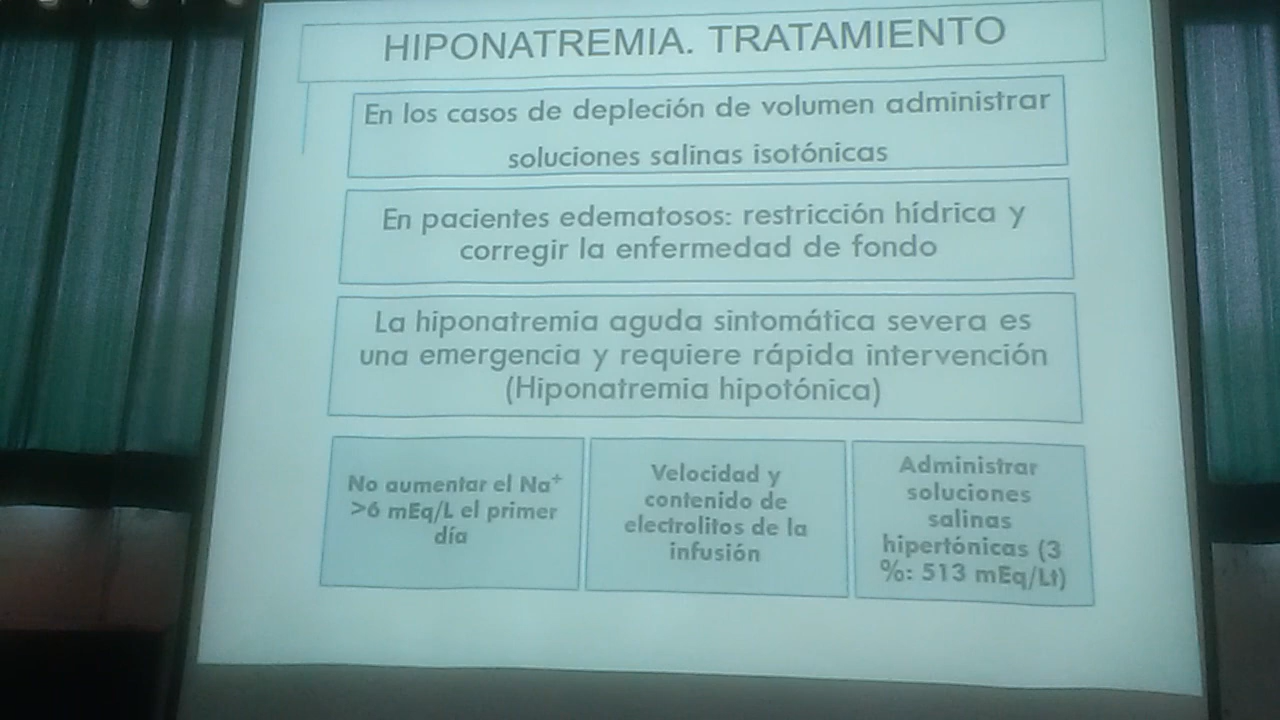 HIPONATREMIA. TRATAMIENTO
En los casos de depleción de volumen administrar
soluciones salinas isotónicas
En pacientes edematosos: restricción hídrica y
corregir la enfermedad de fondo
La hiponatremia aguda sintomática severa es
una emergencia y requiere rápida intervención
(Hiponatremia hipotónica)
No aumentar el Na⁺
>6 mEq/L el primer
día
Velocidad y
contenido de
electrolitos de la
infusión
Administrar
soluciones
salinas
hipertónicas (3
%: 513 mEq/Lt)